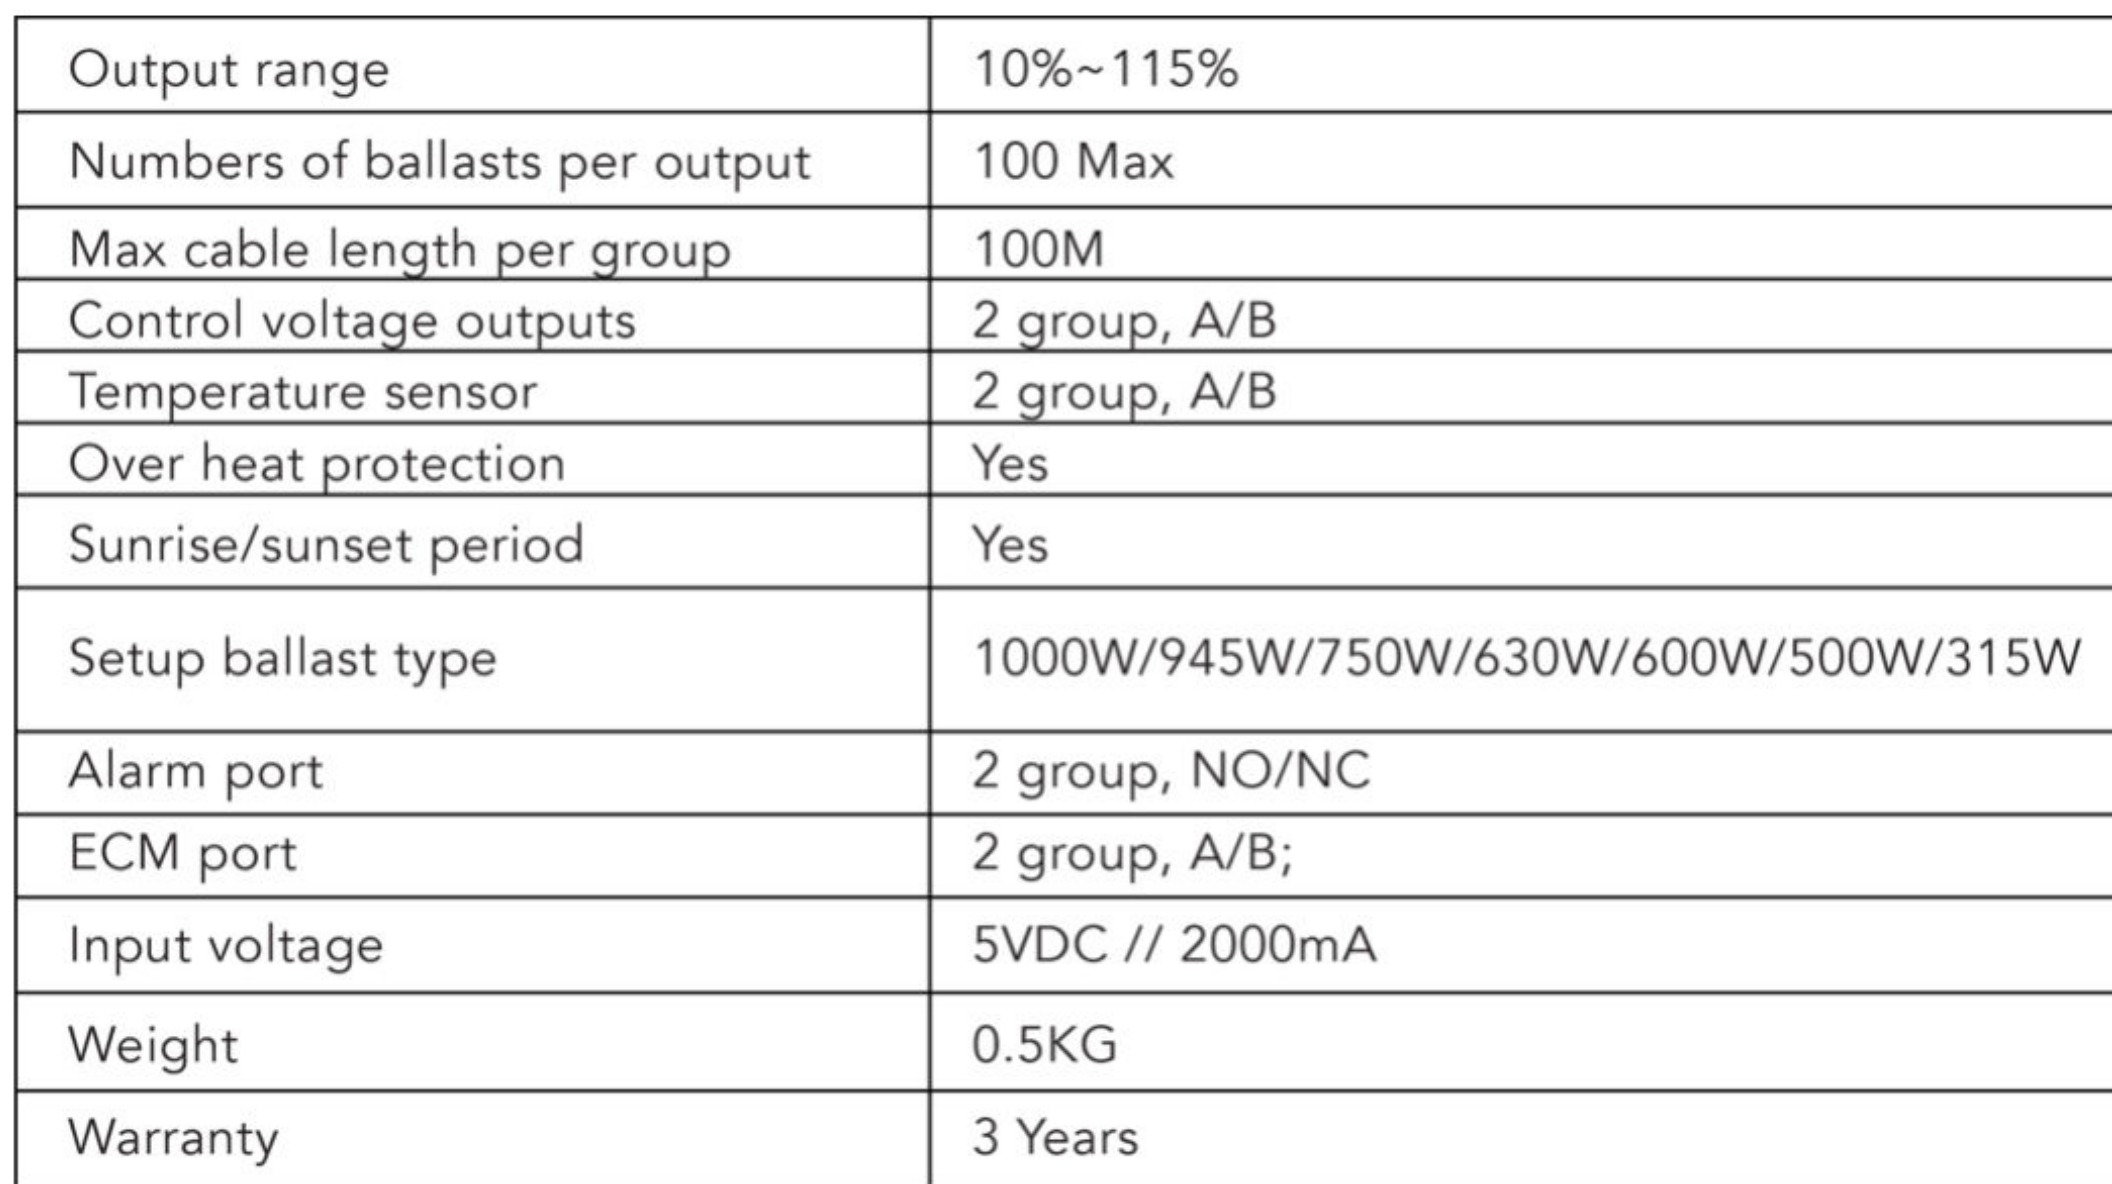 Output range 10%~115%
Numbers of ballasts per output 100 Max
Max cable length per group 100M
Control voltage outputs 2 group, A/B
Temperature sensor 2 group, A/B
Over heat protection Yes
Sunrise/sunset period Yes
Setup ballast type 1000W/945W/750W/630W/600W/500W/315W
Alarm port 2 group, NO/NC
ECM port 2 group, A/B;
Input voltage 5VDC // 2000mA
Weight 0.5KG
Warranty 3 Years